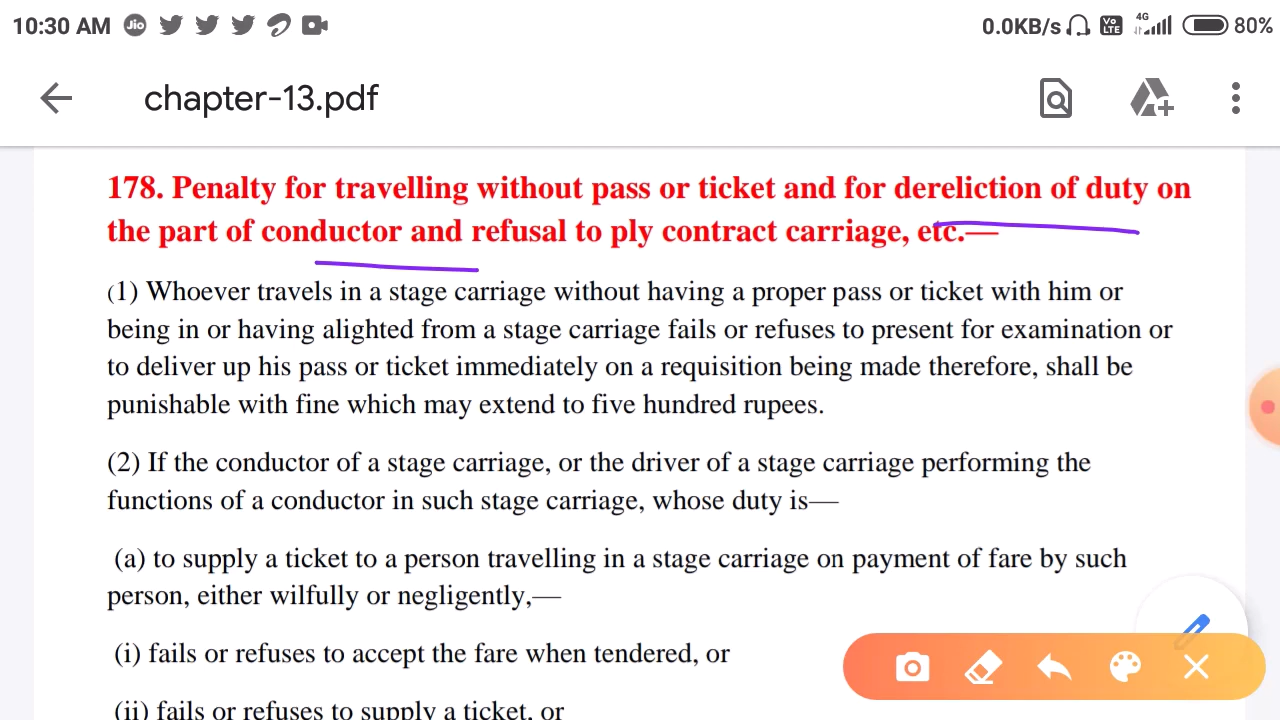 10:30 AM Jio 0.0KB/s Vo LTE 4G 80%
chapter-13.pdf
178. Penalty for travelling without pass or ticket and for dereliction of duty on
the part of conductor and refusal to ply contract carriage, etc.—
(1) Whoever travels in a stage carriage without having a proper pass or ticket with him or
being in or having alighted from a stage carriage fails or refuses to present for examination or
to deliver up his pass or ticket immediately on a requisition being made therefore, shall be
punishable with fine which may extend to five hundred rupees.
(2) If the conductor of a stage carriage, or the driver of a stage carriage performing the
functions of a conductor in such stage carriage, whose duty is—
(a) to supply a ticket to a person travelling in a stage carriage on payment of fare by such
person, either wilfully or negligently,—
(i) fails or refuses to accept the fare when tendered, or
(ii) fails or refuses to supply a ticket, or